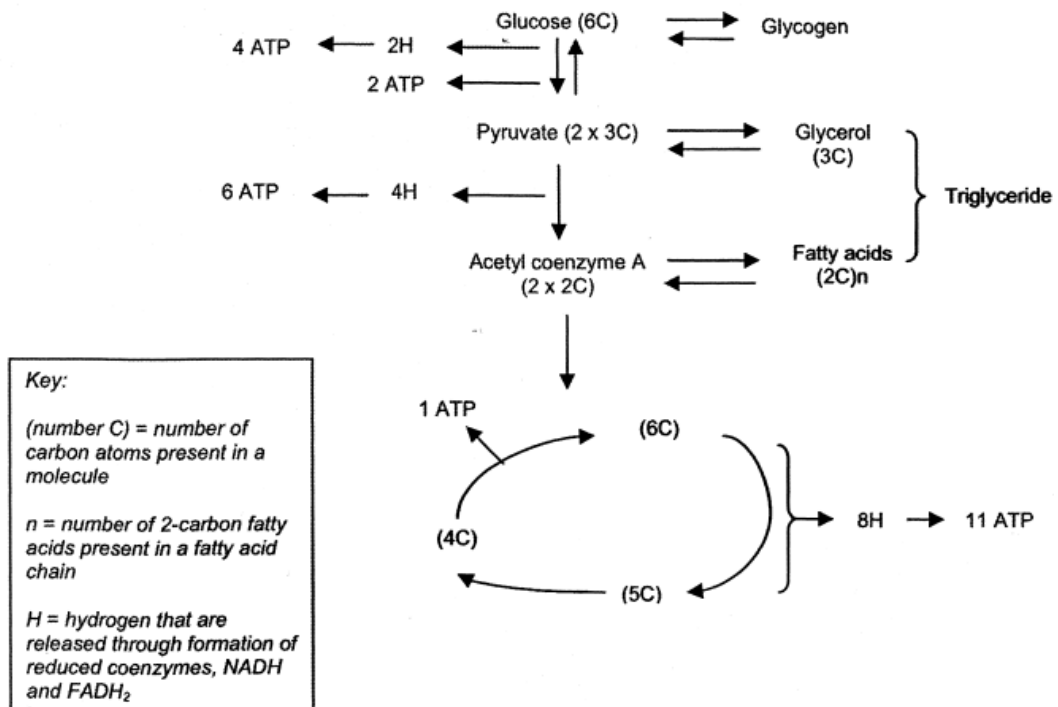 Glucose (6C)
Glycogen
4 ATP
2H
2 ATP
Pyruvate (2 x 3C)
Glycerol
(3C)
6 ATP
4H
Triglyceride
Acetyl coenzyme A
(2 x 2C)
Fatty acids
(2C)n
Key:
(number C) = number of
carbon atoms present in a
molecule
n = number of 2-carbon fatty
acids present in a fatty acid
chain
H = hydrogen that are
released through formation of
reduced coenzymes, NADH
and FADH₂
1 ATP
(6C)
(4C)
8H
11 ATP
(5C)